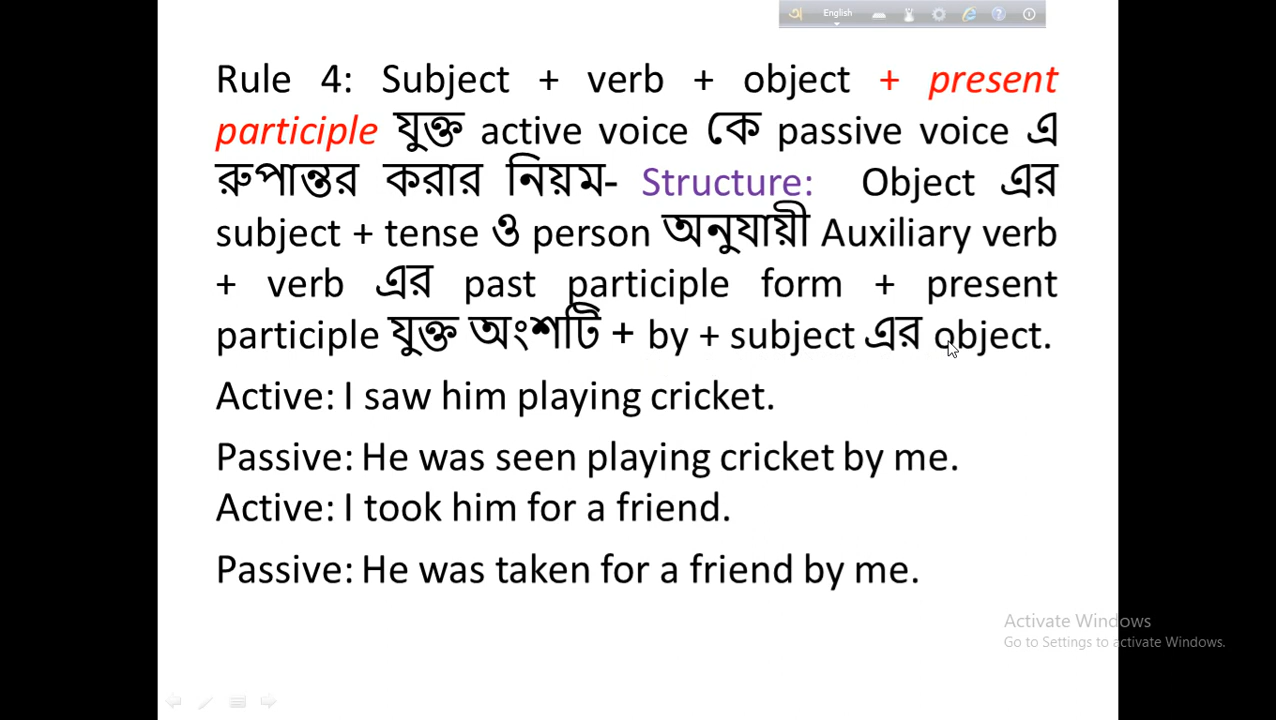 অ English
Rule 4: Subject + verb + object + present
participle যুক্ত active voice কে passive voice এ
রুপান্তর করার নিয়ম- Structure: Object এর
subject + tense ও person অনুযায়ী Auxiliary verb
+ verb এর past participle form + present
participle যুক্ত অংশটি + by + subject এর object.
Active: I saw him playing cricket.
Passive: He was seen playing cricket by me.
Active: I took him for a friend.
Passive: He was taken for a friend by me.
Activate Windows
Go to Settings to activate Windows.